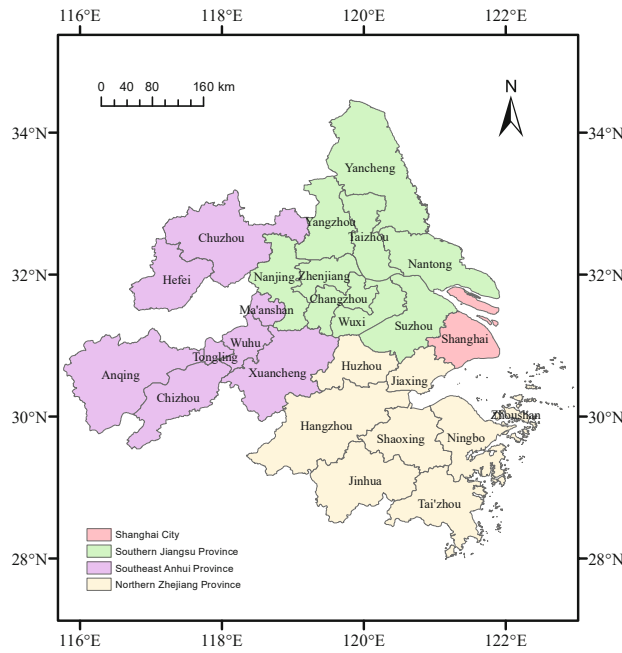 116°E 118°E 120°E 122°E
0 40 80 160 km
N
34°N 34°N
Yancheng
Yangzhou
Chuzhou Taizhou
Nantong
32°N 32°N
Hefei Nanjing Zhenjiang
Changzhou
Ma'anshan
Wuxi Suzhou
Wuhu Shanghai
Tongling
Huzhou
Anqing Xuancheng Jiaxing
Chizhou
30°N Zhoushan 30°N
Hangzhou
Shaoxing Ningbo
Jinhua
Tai'zhou
Shanghai City
Southern Jiangsu Province
28°N 28°N
Southeast Anhui Province
Northern Zhejiang Province
116°E 118°E 120°E 122°E